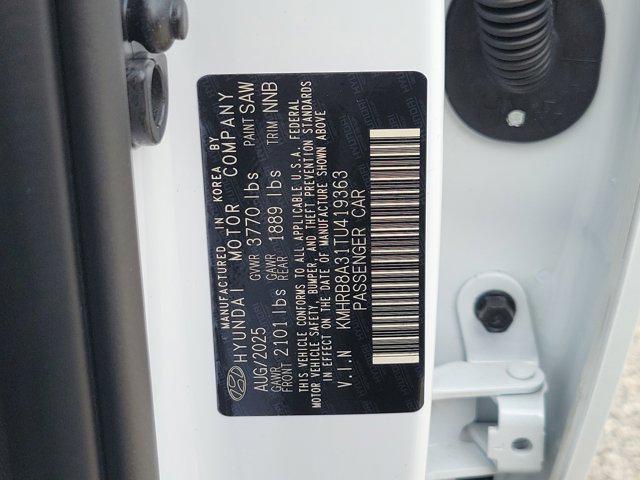 MANUFACTURED IN KOREA BY
HYUNDAI MOTOR COMPANY
AUG/2025 GVWR 3770 lbs PAINT SAW
GAWR FRONT 2101 lbs GAWR REAR 1889 lbs TRIM NNB
THIS VEHICLE CONFORMS TO ALL APPLICABLE U.S.A. FEDERAL
MOTOR VEHICLE SAFETY, BUMPER, AND THEFT PREVENTION STANDARDS
IN EFFECT ON THE DATE OF MANUFACTURE SHOWN ABOVE
V.I.N KMHRB8A31TU419363
PASSENGER CAR